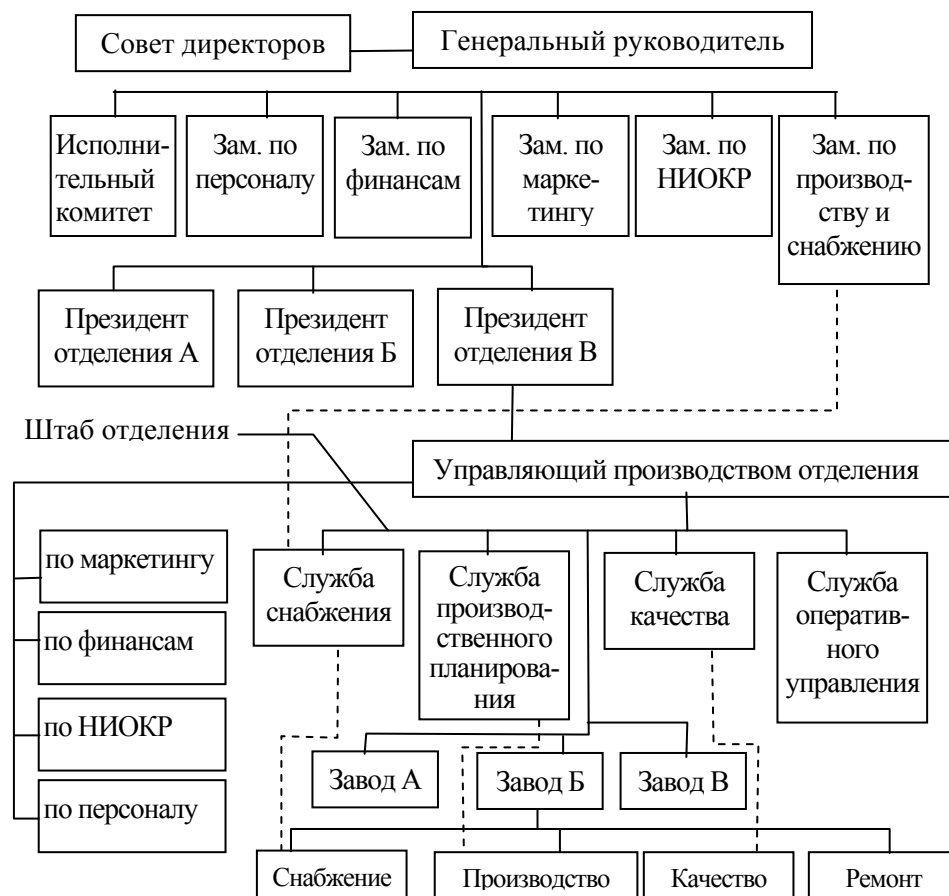 Совет директоров
Генеральный руководитель
Исполни-
тельный
комитет
Зам. по
персоналу
Зам. по
финансам
Зам. по
марке-
тингу
Зам. по
НИОКР
Зам. по
производ-
ству и
снабжению
Президент
отделения А
Президент
отделения Б
Президент
отделения В
Штаб отделения
Управляющий производством отделения
по маркетингу
по финансам
по НИОКР
по персоналу
Служба
снабжения
Служба
производ-
ственного
планирова-
ния
Служба
качества
Служба
оператив-
ного
управления
Завод А
Завод Б
Завод В
Снабжение
Производство
Качество
Ремонт